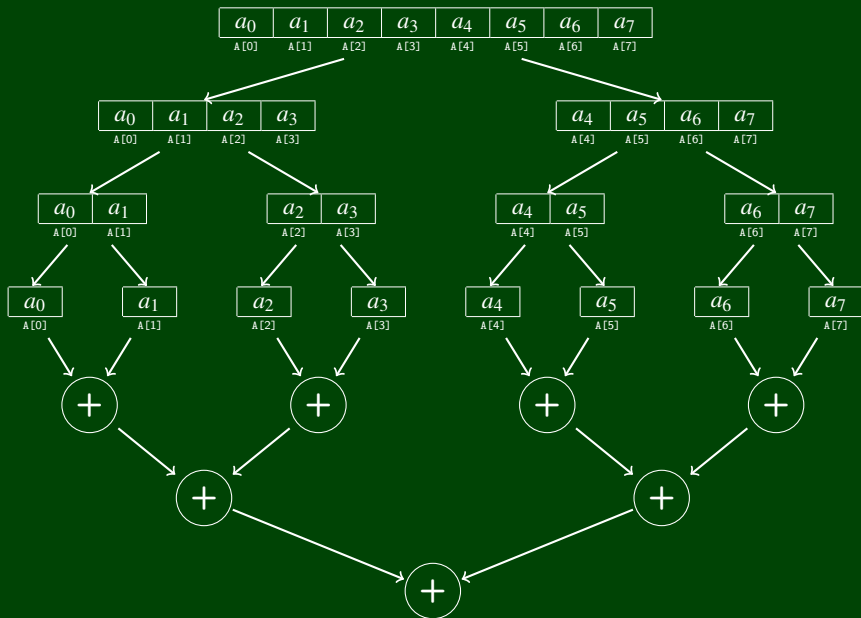 a₀ a₁ a₂ a₃ a₄ a₅ a₆ a₇
A[0] A[1] A[2] A[3] A[4] A[5] A[6] A[7]
a₀ a₁ a₂ a₃ a₄ a₅ a₆ a₇
A[0] A[1] A[2] A[3] A[4] A[5] A[6] A[7]
a₀ a₁ a₂ a₃ a₄ a₅ a₆ a₇
A[0] A[1] A[2] A[3] A[4] A[5] A[6] A[7]
a₀ a₁ a₂ a₃ a₄ a₅ a₆ a₇
A[0] A[1] A[2] A[3] A[4] A[5] A[6] A[7]
+ + + +
+ +
+